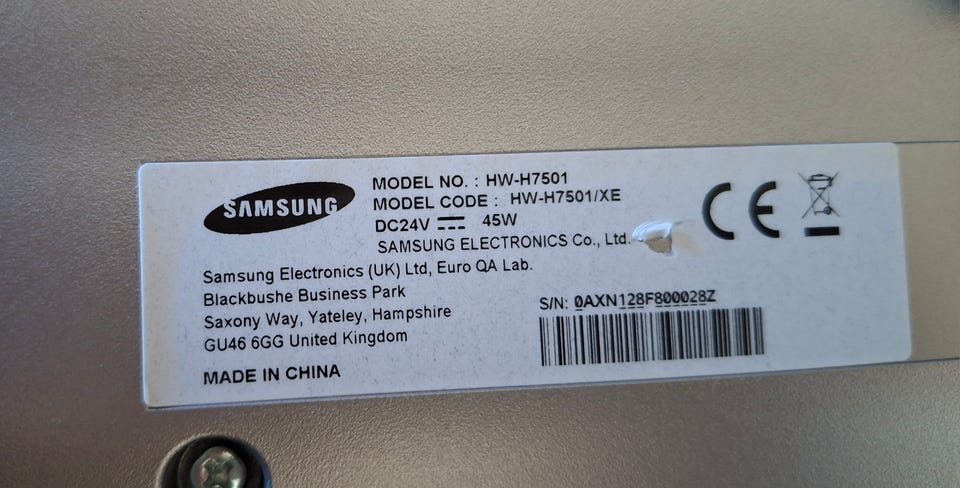 SAMSUNG
MODEL NO. : HW-H7501
MODEL CODE : HW-H7501/XE
DC24V 45W
SAMSUNG ELECTRONICS Co., Ltd.
Samsung Electronics (UK) Ltd, Euro QA Lab.
Blackbushe Business Park
Saxony Way, Yateley, Hampshire
GU46 6GG United Kingdom
MADE IN CHINA
S/N: 0AXN128F800028Z
CE